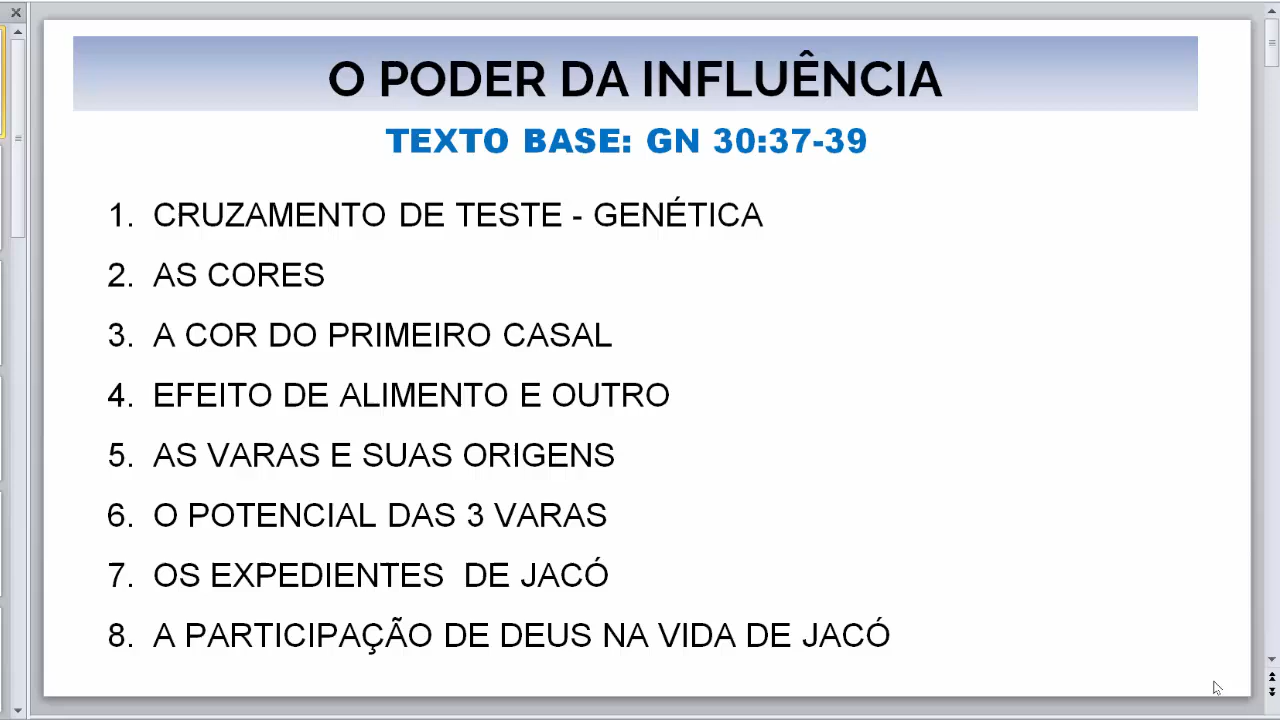 O PODER DA INFLUÊNCIA
TEXTO BASE: GN 30:37-39
1. CRUZAMENTO DE TESTE - GENÉTICA
2. AS CORES
3. A COR DO PRIMEIRO CASAL
4. EFEITO DE ALIMENTO E OUTRO
5. AS VARAS E SUAS ORIGENS
6. O POTENCIAL DAS 3 VARAS
7. OS EXPEDIENTES  DE JACÓ
8. A PARTICIPAÇÃO DE DEUS NA VIDA DE JACÓ